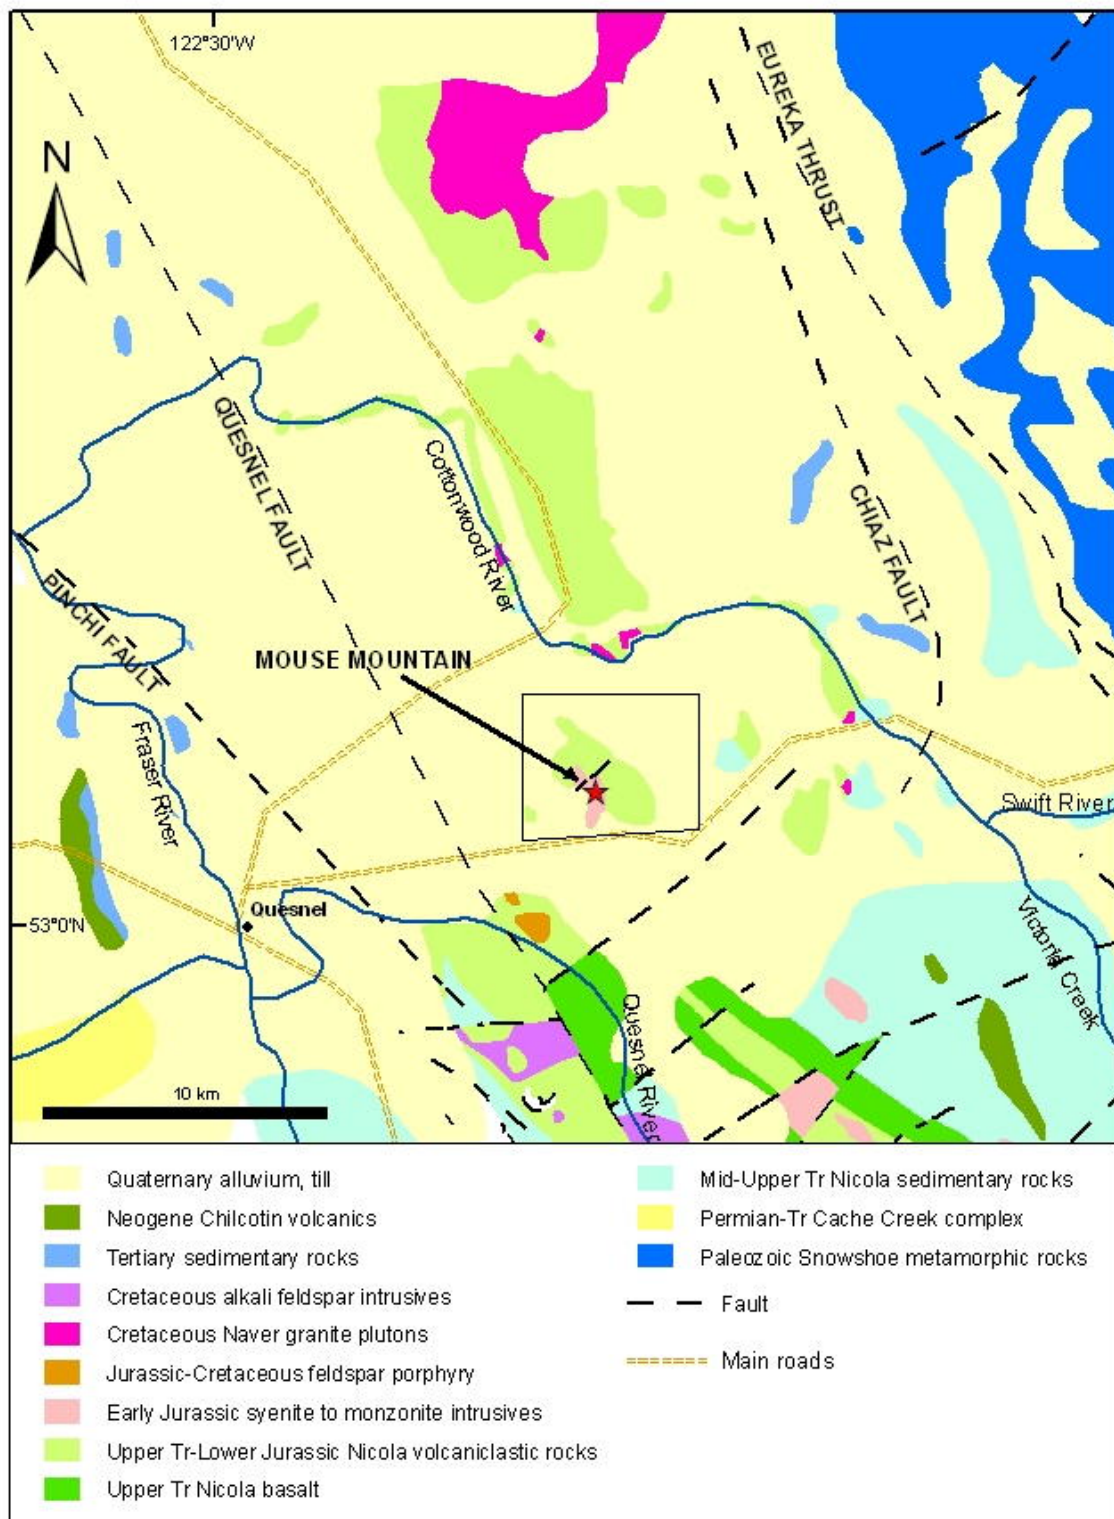 122°30'W
EUREKA THRUST
N
QUESNEL FAULT
Cottonwood River
CHIAZ FAULT
PINCHI FAULT
MOUSE MOUNTAIN
Fraser River
Swift River
Quesnel
53°0'N
Victoria Creek
Quesnel River
10 km
Quaternary alluvium, till
Neogene Chilcotin volcanics
Tertiary sedimentary rocks
Cretaceous alkali feldspar intrusives
Cretaceous Naver granite plutons
Jurassic-Cretaceous feldspar porphyry
Early Jurassic syenite to monzonite intrusives
Upper Tr-Lower Jurassic Nicola volcaniclastic rocks
Upper Tr Nicola basalt
Mid-Upper Tr Nicola sedimentary rocks
Permian-Tr Cache Creek complex
Paleozoic Snowshoe metamorphic rocks
Fault
Main roads